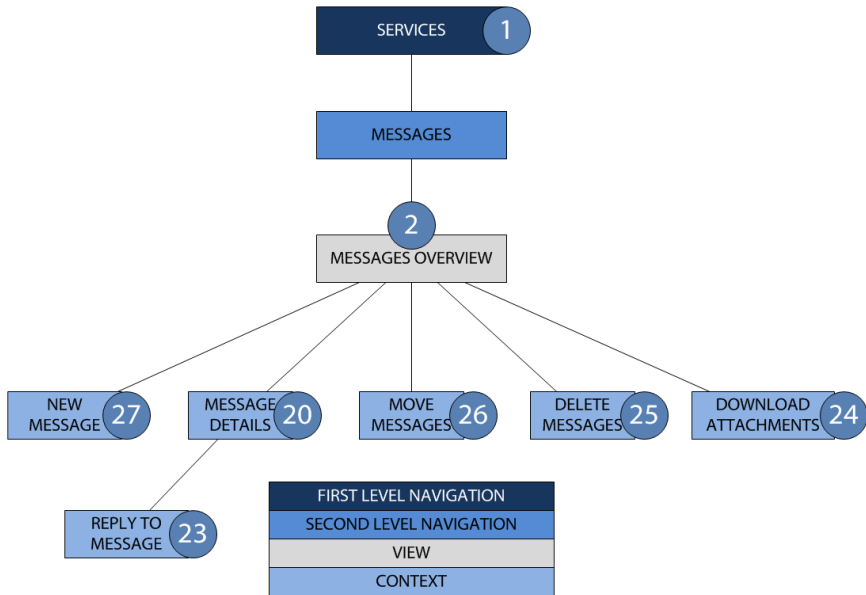 SERVICES
1
MESSAGES
2
MESSAGES OVERVIEW
NEW
MESSAGE
27
MESSAGE
DETAILS
20
MOVE
MESSAGES
26
DELETE
MESSAGES
25
DOWNLOAD
ATTACHMENTS
24
REPLY TO
MESSAGE
23
FIRST LEVEL NAVIGATION
SECOND LEVEL NAVIGATION
VIEW
CONTEXT